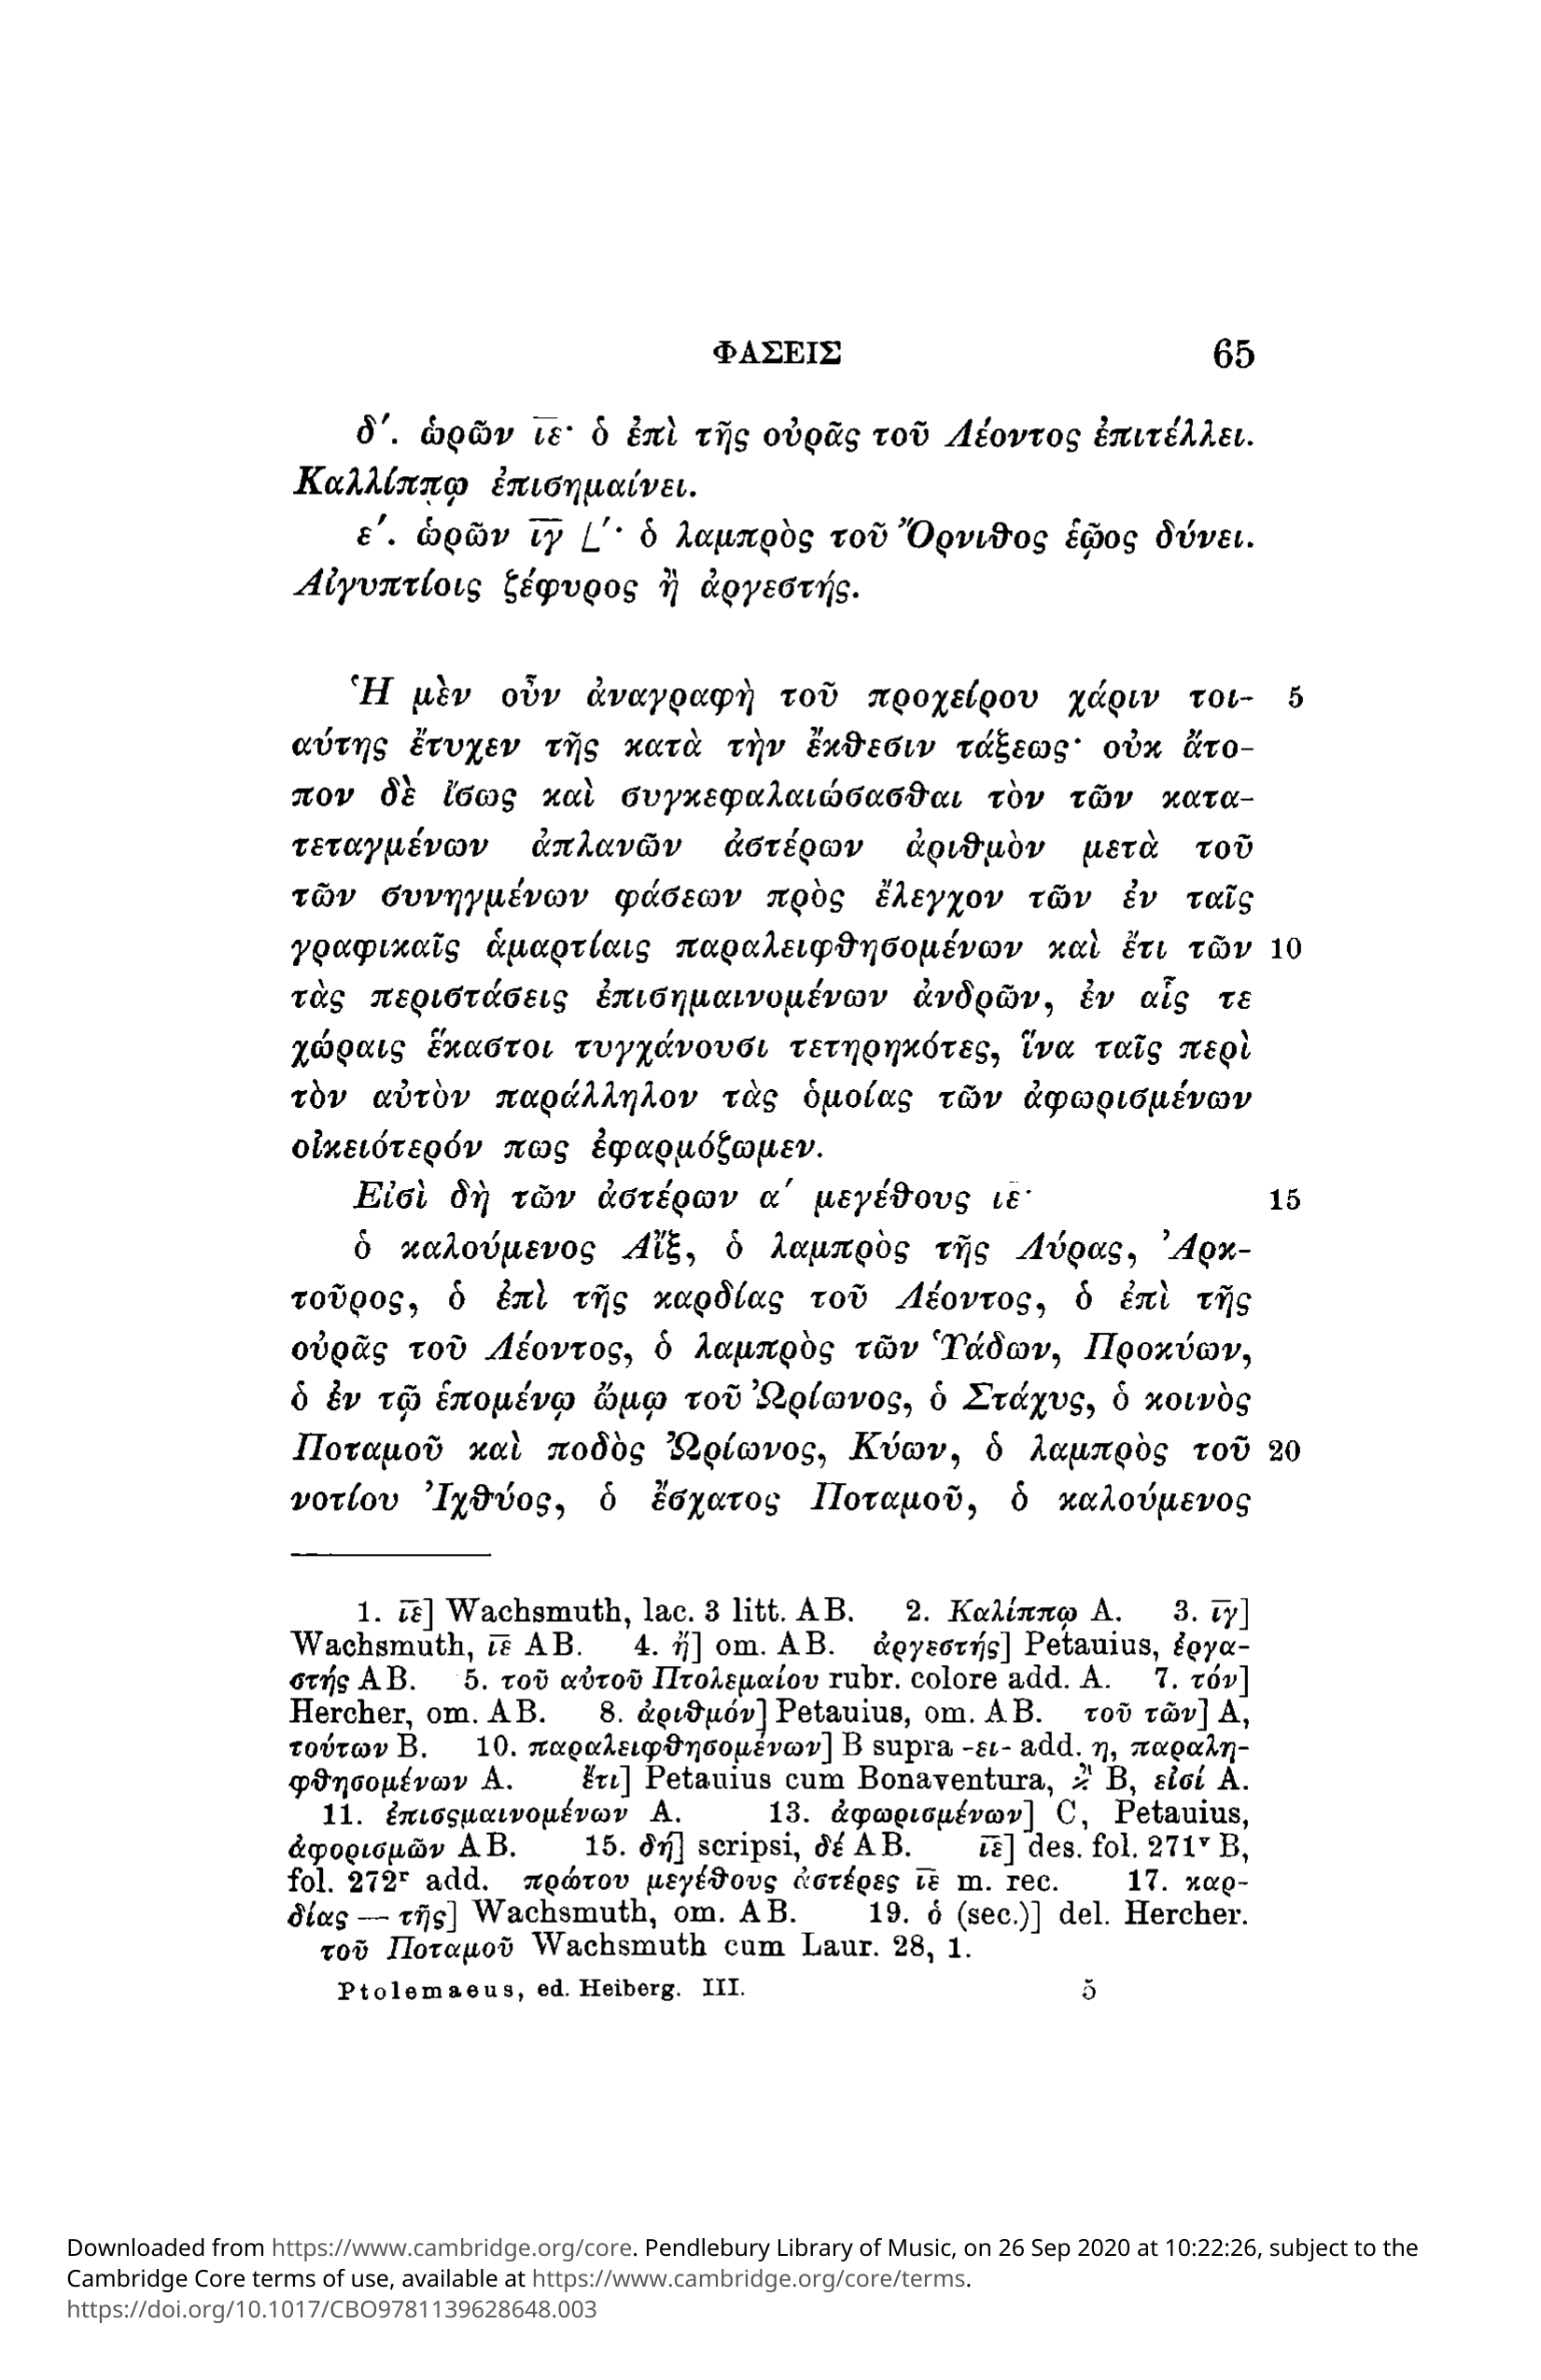 ΦΑΣΕΙΣ 65
δ′. ὡρῶν ι̅ε̅· ὁ ἐπὶ τῆς οὐρᾶς τοῦ Λέοντος ἐπιτέλλει.
Καλλίππῳ ἐπισημαίνει.
ε′. ὡρῶν ι̅γ̅ 𐅵′· ὁ λαμπρὸς τοῦ Ὄρνιθος ἑῷος δύνει.
Αἰγυπτίοις ζέφυρος ἢ ἀργεστής.
Ἡ μὲν οὖν ἀναγραφὴ τοῦ προχείρου χάριν τοι- 5
αύτης ἔτυχεν τῆς κατὰ τὴν ἔκθεσιν τάξεως· οὐκ ἄτο-
πον δὲ ἴσως καὶ συγκεφαλαιώσασθαι τὸν τῶν κατα-
τεταγμένων ἀπλανῶν ἀστέρων ἀριθμὸν μετὰ τοῦ
τῶν συνηγμένων φάσεων πρὸς ἔλεγχον τῶν ἐν ταῖς
γραφικαῖς ἁμαρτίαις παραλειφθησομένων καὶ ἔτι τῶν 10
τὰς περιστάσεις ἐπισημαινομένων ἀνδρῶν, ἐν αἷς τε
χώραις ἕκαστοι τυγχάνουσι τετηρηκότες, ἵνα ταῖς περὶ
τὸν αὐτὸν παράλληλον τὰς ὁμοίας τῶν ἀφωρισμένων
οἰκειότερόν πως ἐφαρμόζωμεν.
Εἰσὶ δὴ τῶν ἀστέρων α′ μεγέθους ι̅ε̅· 15
ὁ καλούμενος Αἴξ, ὁ λαμπρὸς τῆς Λύρας, Ἀρκ-
τοῦρος, ὁ ἐπὶ τῆς καρδίας τοῦ Λέοντος, ὁ ἐπὶ τῆς
οὐρᾶς τοῦ Λέοντος, ὁ λαμπρὸς τῶν Ὑάδων, Προκύων,
ὁ ἐν τῷ ἑπομένῳ ὤμῳ τοῦ Ὠρίωνος, ὁ Στάχυς, ὁ κοινὸς
Ποταμοῦ καὶ ποδὸς Ὠρίωνος, Κύων, ὁ λαμπρὸς τοῦ 20
νοτίου Ἰχθύος, ὁ ἔσχατος Ποταμοῦ, ὁ καλούμενος
1. ι̅ε̅] Wachsmuth, lac. 3 litt. AB. 2. Καλίππῳ A. 3. ι̅γ̅]
Wachsmuth, ι̅ε̅ AB. 4. ἤ] om. AB. ἀργεστής] Petauius, ἐργα-
στής AB. 5. τοῦ αὐτοῦ Πτολεμαίου rubr. colore add. A. 7. τόν]
Hercher, om. AB. 8. ἀριθμόν] Petauius, om. AB. τοῦ τῶν] A,
τούτων B. 10. παραλειφθησομένων] B supra -ει- add. η, παραλη-
φθησομένων A. ἔτι] Petauius cum Bonaventura, B, εἰσί A.
11. ἐπισςμαινομένων A. 13. ἀφωρισμένων] C, Petauius,
ἀφορισμῶν AB. 15. δή] scripsi, δέ AB. ι̅ε̅] des. fol. 271ᵛ B,
fol. 272ʳ add. πρώτου μεγέθους ἀστέρες ι̅ε̅ m. rec. 17. καρ-
δίας — τῆς] Wachsmuth, om. AB. 19. ὁ (sec.)] del. Hercher.
τοῦ Ποταμοῦ Wachsmuth cum Laur. 28, 1.
Ptolemaeus, ed. Heiberg. III. 5
Downloaded from https://www.cambridge.org/core. Pendlebury Library of Music, on 26 Sep 2020 at 10:22:26, subject to the
Cambridge Core terms of use, available at https://www.cambridge.org/core/terms.
https://doi.org/10.1017/CBO9781139628648.003